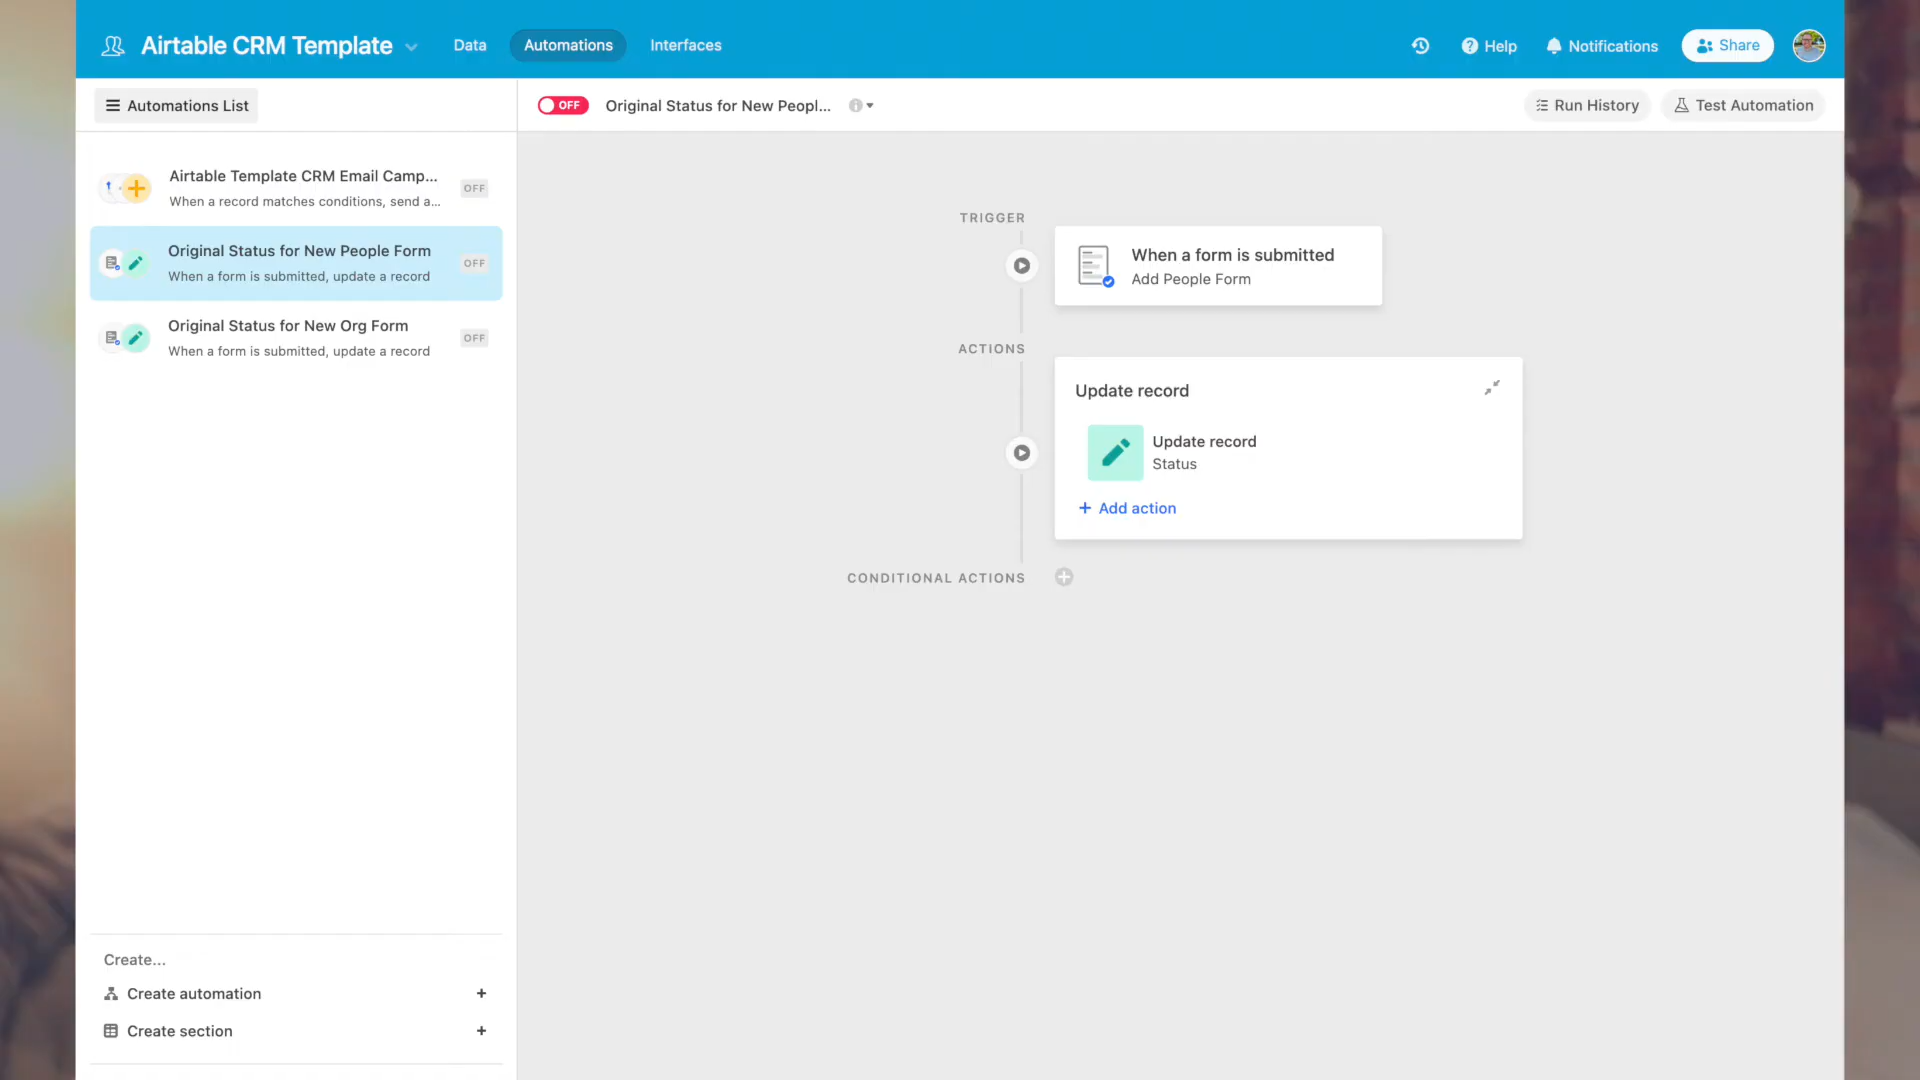 Airtable CRM Template
Data
Automations
Interfaces
Help
Notifications
Share
Automations List
OFF
Original Status for New Peopl...
Run History
Test Automation
Airtable Template CRM Email Camp...
When a record matches conditions, send a...
OFF
Original Status for New People Form
When a form is submitted, update a record
OFF
Original Status for New Org Form
When a form is submitted, update a record
OFF
TRIGGER
When a form is submitted
Add People Form
ACTIONS
Update record
Update record
Status
+ Add action
CONDITIONAL ACTIONS
Create...
Create automation +
Create section +